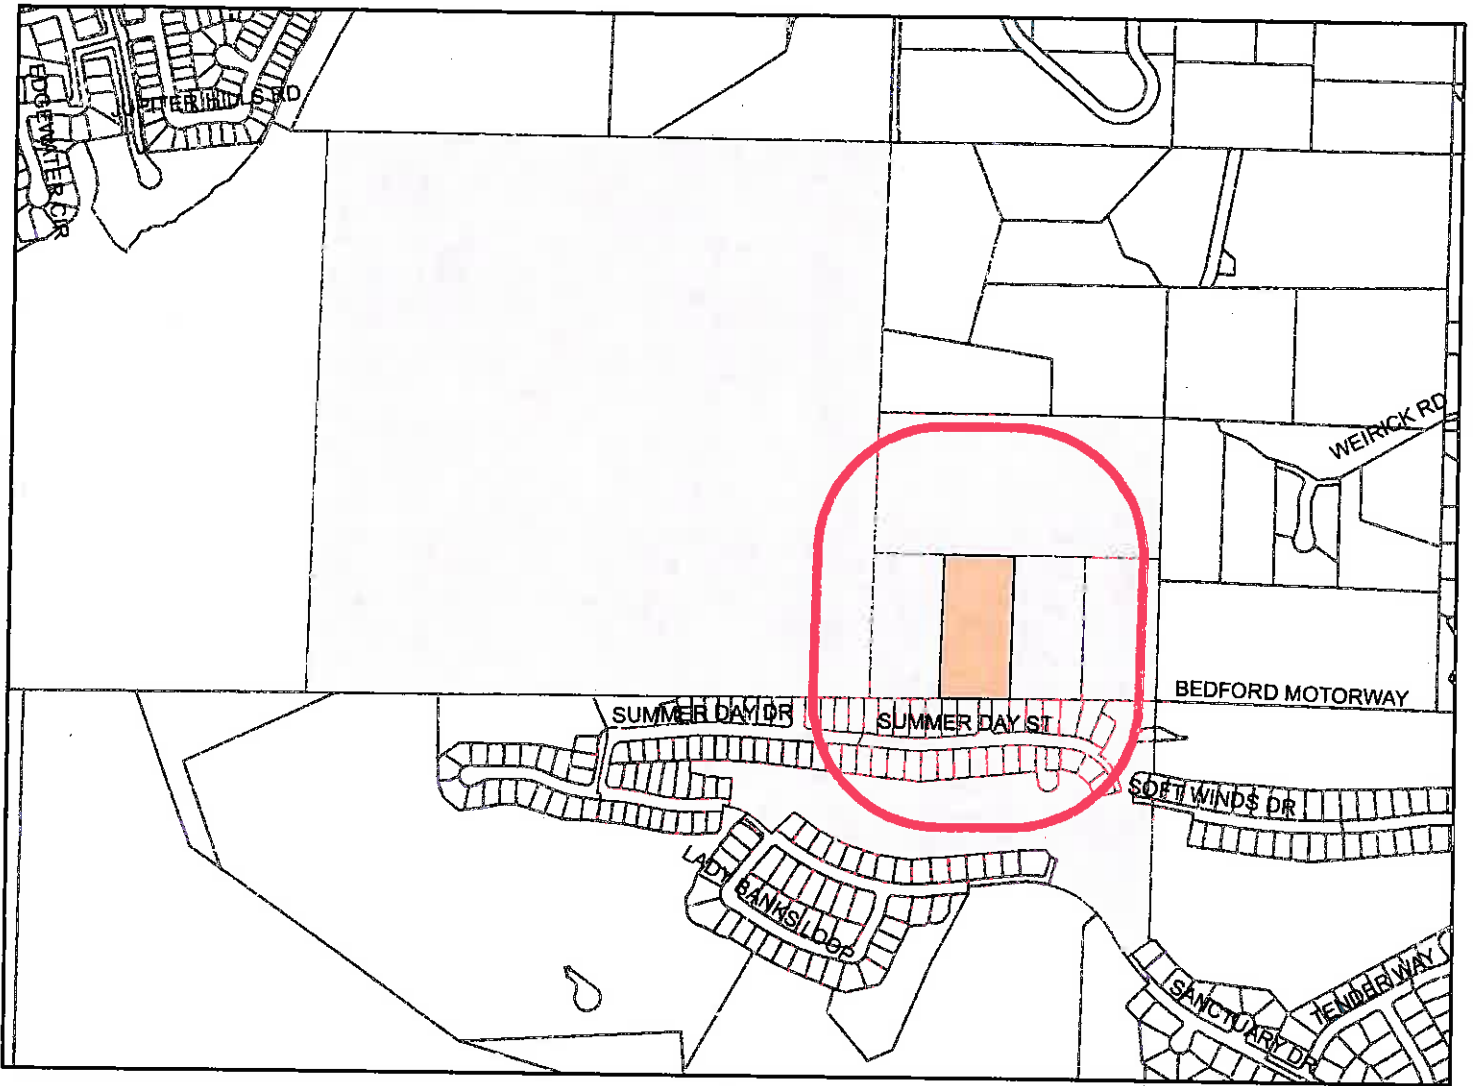 JUPITER HILLS RD
EDGEWATER CIR
WEIRICK RD
BEDFORD MOTORWAY
SUMMER DAY DR
SUMMER DAY ST
SOFT WINDS DR
LADY BANKS LOOP
SANCTUARY DR
TENDER WAY